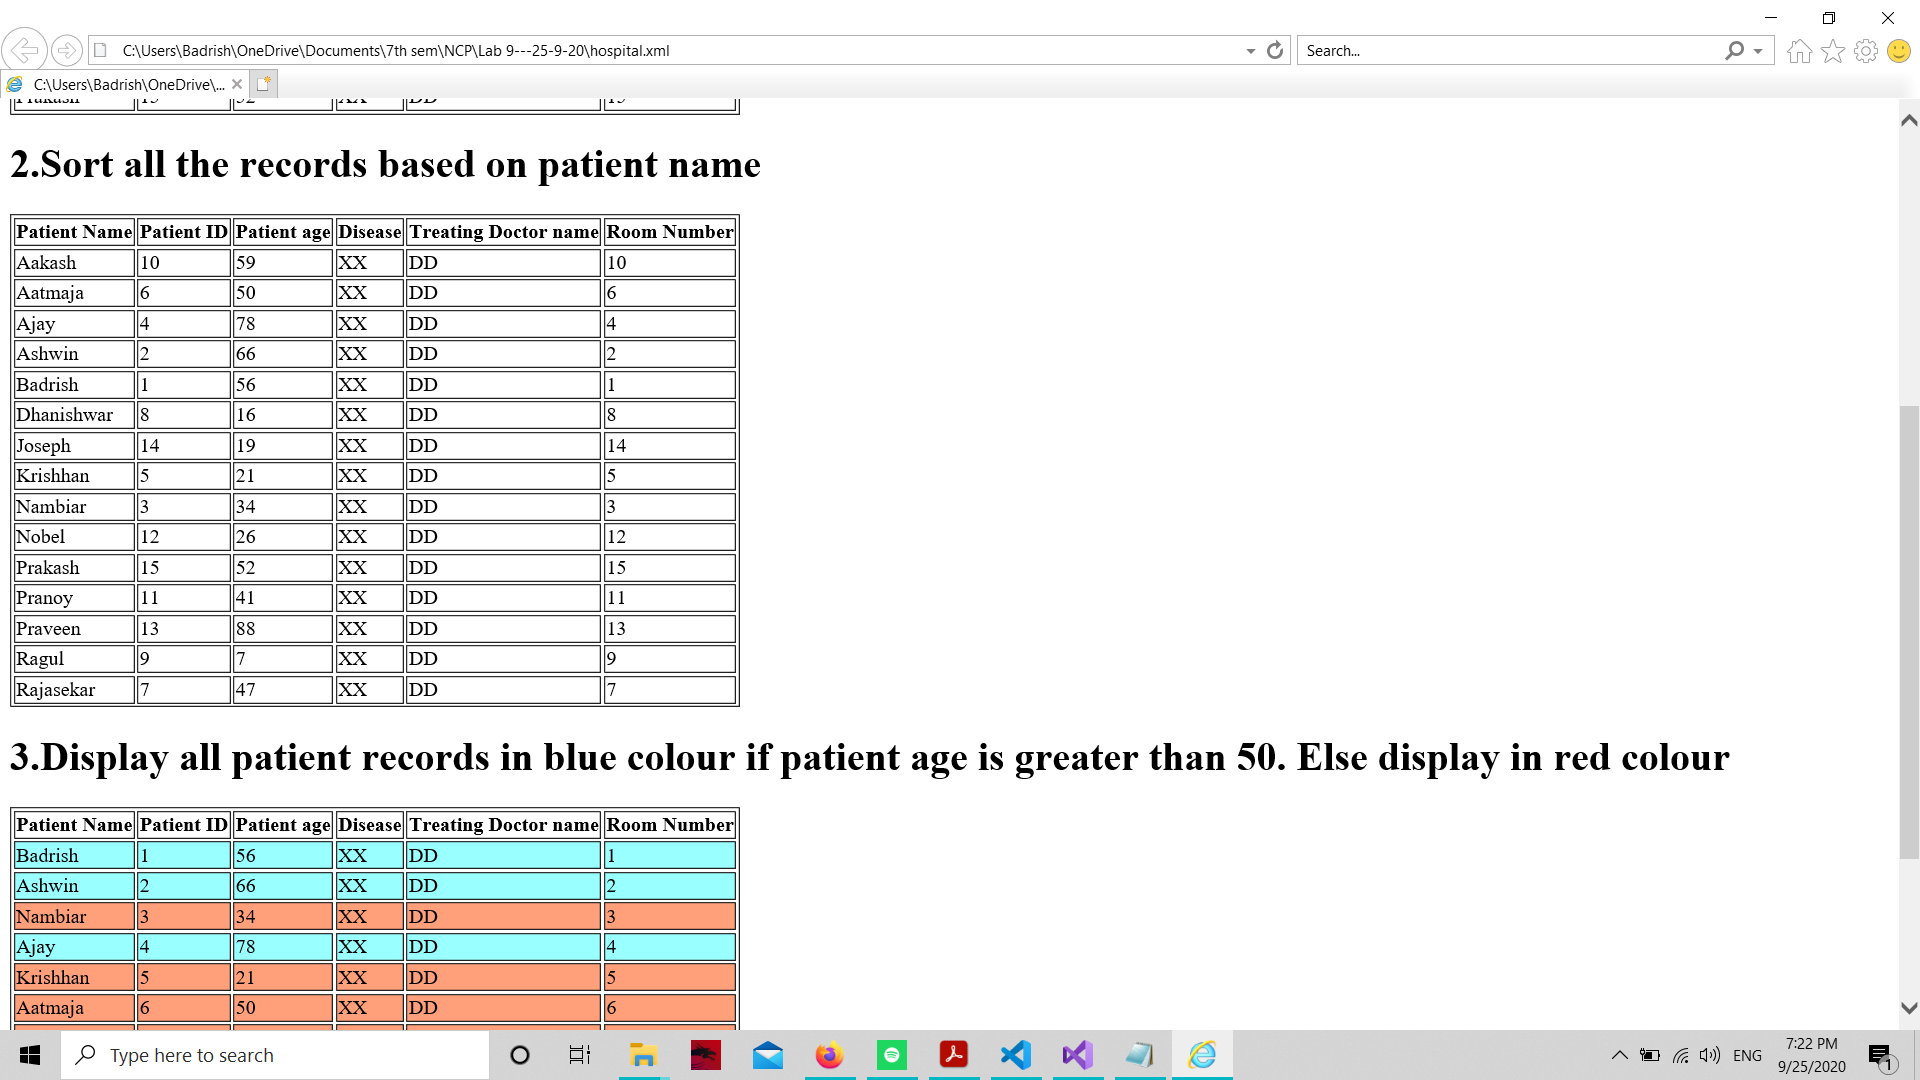 C:\Users\Badrish\OneDrive\Documents\7th sem\NCP\Lab 9---25-9-20\hospital.xml
Search...
C:\Users\Badrish\OneDrive\...
Prakash 15 52 XX DD 15
2.Sort all the records based on patient name
Patient Name Patient ID Patient age Disease Treating Doctor name Room Number
Aakash 10 59 XX DD 10
Aatmaja 6 50 XX DD 6
Ajay 4 78 XX DD 4
Ashwin 2 66 XX DD 2
Badrish 1 56 XX DD 1
Dhanishwar 8 16 XX DD 8
Joseph 14 19 XX DD 14
Krishhan 5 21 XX DD 5
Nambiar 3 34 XX DD 3
Nobel 12 26 XX DD 12
Prakash 15 52 XX DD 15
Pranoy 11 41 XX DD 11
Praveen 13 88 XX DD 13
Ragul 9 7 XX DD 9
Rajasekar 7 47 XX DD 7
3.Display all patient records in blue colour if patient age is greater than 50. Else display in red colour
Patient Name Patient ID Patient age Disease Treating Doctor name Room Number
Badrish 1 56 XX DD 1
Ashwin 2 66 XX DD 2
Nambiar 3 34 XX DD 3
Ajay 4 78 XX DD 4
Krishhan 5 21 XX DD 5
Aatmaja 6 50 XX DD 6
Type here to search
ENG
7:22 PM
9/25/2020
1